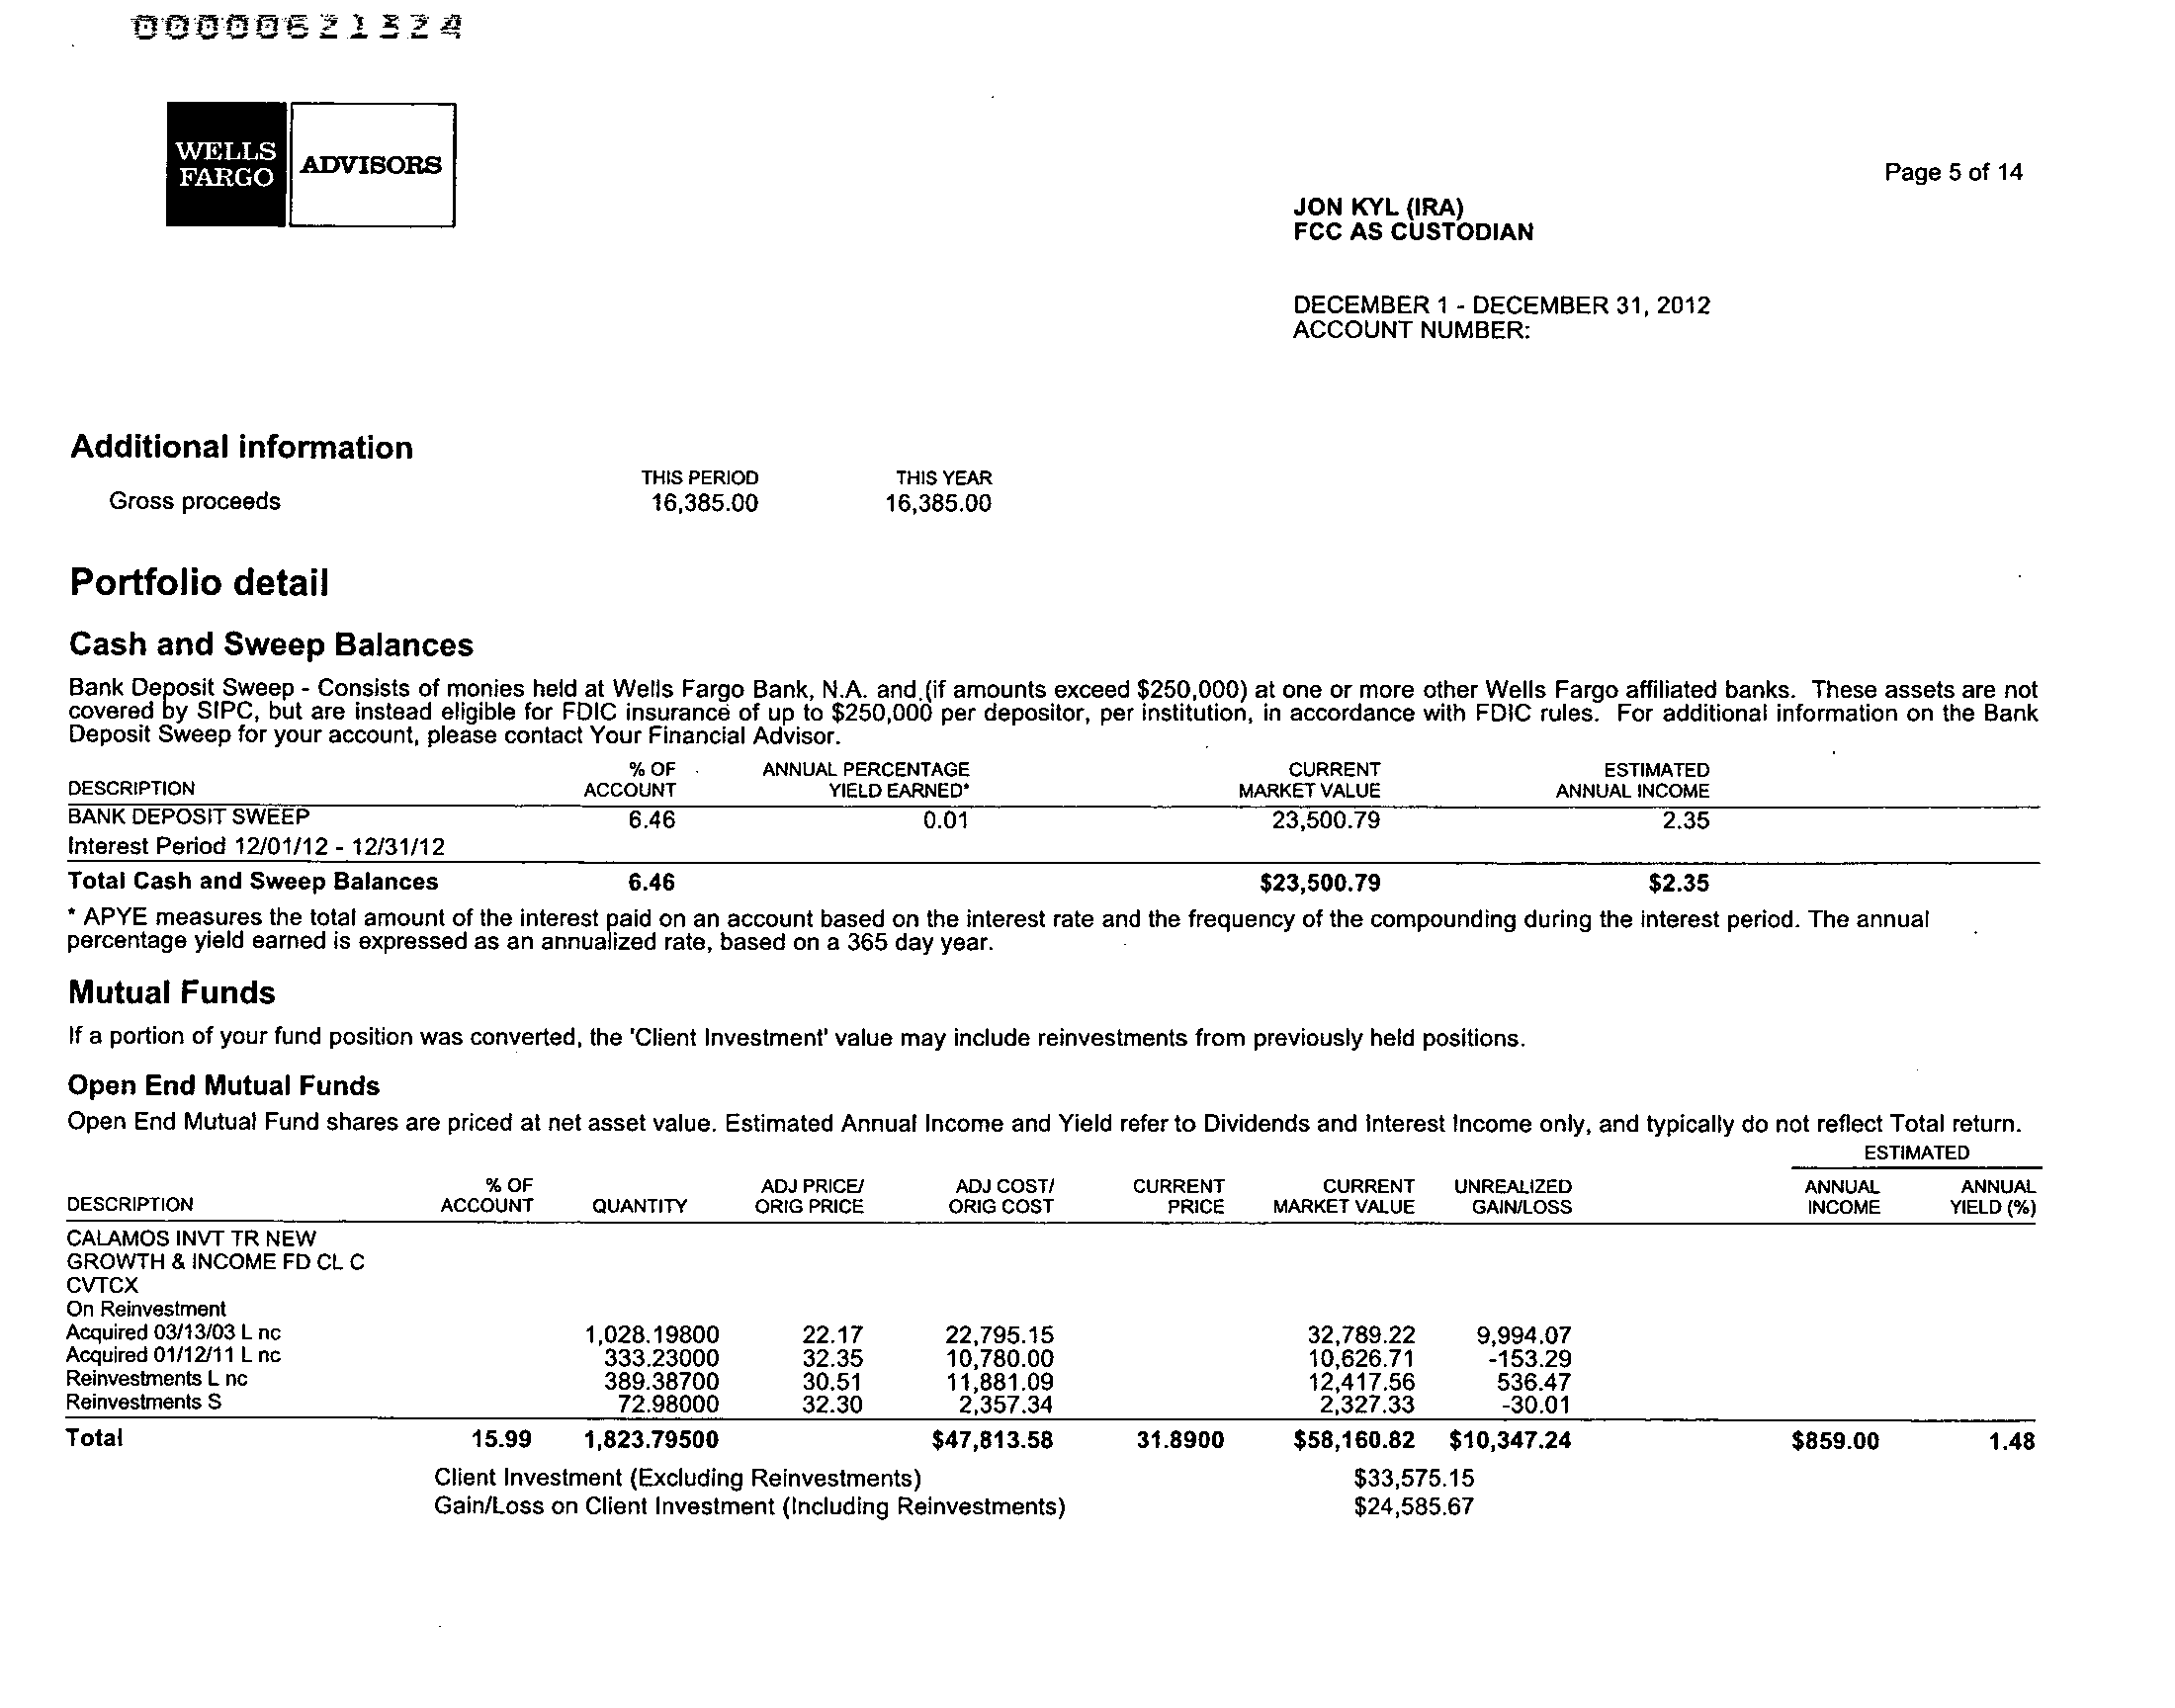 00000621324
WELLS
FARGO
ADVISORS
Page 5 of 14
JON KYL (IRA)
FCC AS CUSTODIAN
DECEMBER 1 - DECEMBER 31, 2012
ACCOUNT NUMBER:
Additional information
THIS PERIOD THIS YEAR
Gross proceeds 16,385.00 16,385.00
Portfolio detail
Cash and Sweep Balances
Bank Deposit Sweep - Consists of monies held at Wells Fargo Bank, N.A. and (if amounts exceed $250,000) at one or more other Wells Fargo affiliated banks. These assets are not
covered by SIPC, but are instead eligible for FDIC insurance of up to $250,000 per depositor, per institution, in accordance with FDIC rules. For additional information on the Bank
Deposit Sweep for your account, please contact Your Financial Advisor.
% OF ANNUAL PERCENTAGE CURRENT ESTIMATED
DESCRIPTION ACCOUNT YIELD EARNED* MARKET VALUE ANNUAL INCOME
BANK DEPOSIT SWEEP 6.46 0.01 23,500.79 2.35
Interest Period 12/01/12 - 12/31/12
Total Cash and Sweep Balances 6.46 $23,500.79 $2.35
* APYE measures the total amount of the interest paid on an account based on the interest rate and the frequency of the compounding during the interest period. The annual
percentage yield earned is expressed as an annualized rate, based on a 365 day year.
Mutual Funds
If a portion of your fund position was converted, the 'Client Investment' value may include reinvestments from previously held positions.
Open End Mutual Funds
Open End Mutual Fund shares are priced at net asset value. Estimated Annual Income and Yield refer to Dividends and Interest Income only, and typically do not reflect Total return.
ESTIMATED
% OF ADJ PRICE/ ADJ COST/ CURRENT CURRENT UNREALIZED ANNUAL ANNUAL
DESCRIPTION ACCOUNT QUANTITY ORIG PRICE ORIG COST PRICE MARKET VALUE GAIN/LOSS INCOME YIELD (%)
CALAMOS INVT TR NEW
GROWTH & INCOME FD CL C
CVTCX
On Reinvestment
Acquired 03/13/03 L nc 1,028.19800 22.17 22,795.15 32,789.22 9,994.07
Acquired 01/12/11 L nc 333.23000 32.35 10,780.00 10,626.71 -153.29
Reinvestments L nc 389.38700 30.51 11,881.09 12,417.56 536.47
Reinvestments S 72.98000 32.30 2,357.34 2,327.33 -30.01
Total 15.99 1,823.79500 $47,813.58 31.8900 $58,160.82 $10,347.24 $859.00 1.48
Client Investment (Excluding Reinvestments) $33,575.15
Gain/Loss on Client Investment (Including Reinvestments) $24,585.67